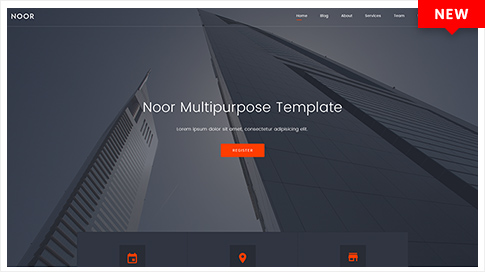 NEW
NOOR
Home Blog About Services Team
Noor Multipurpose Template
Lorem ipsum dolor sit amet, consectetur adipisicing elit.
REGISTER